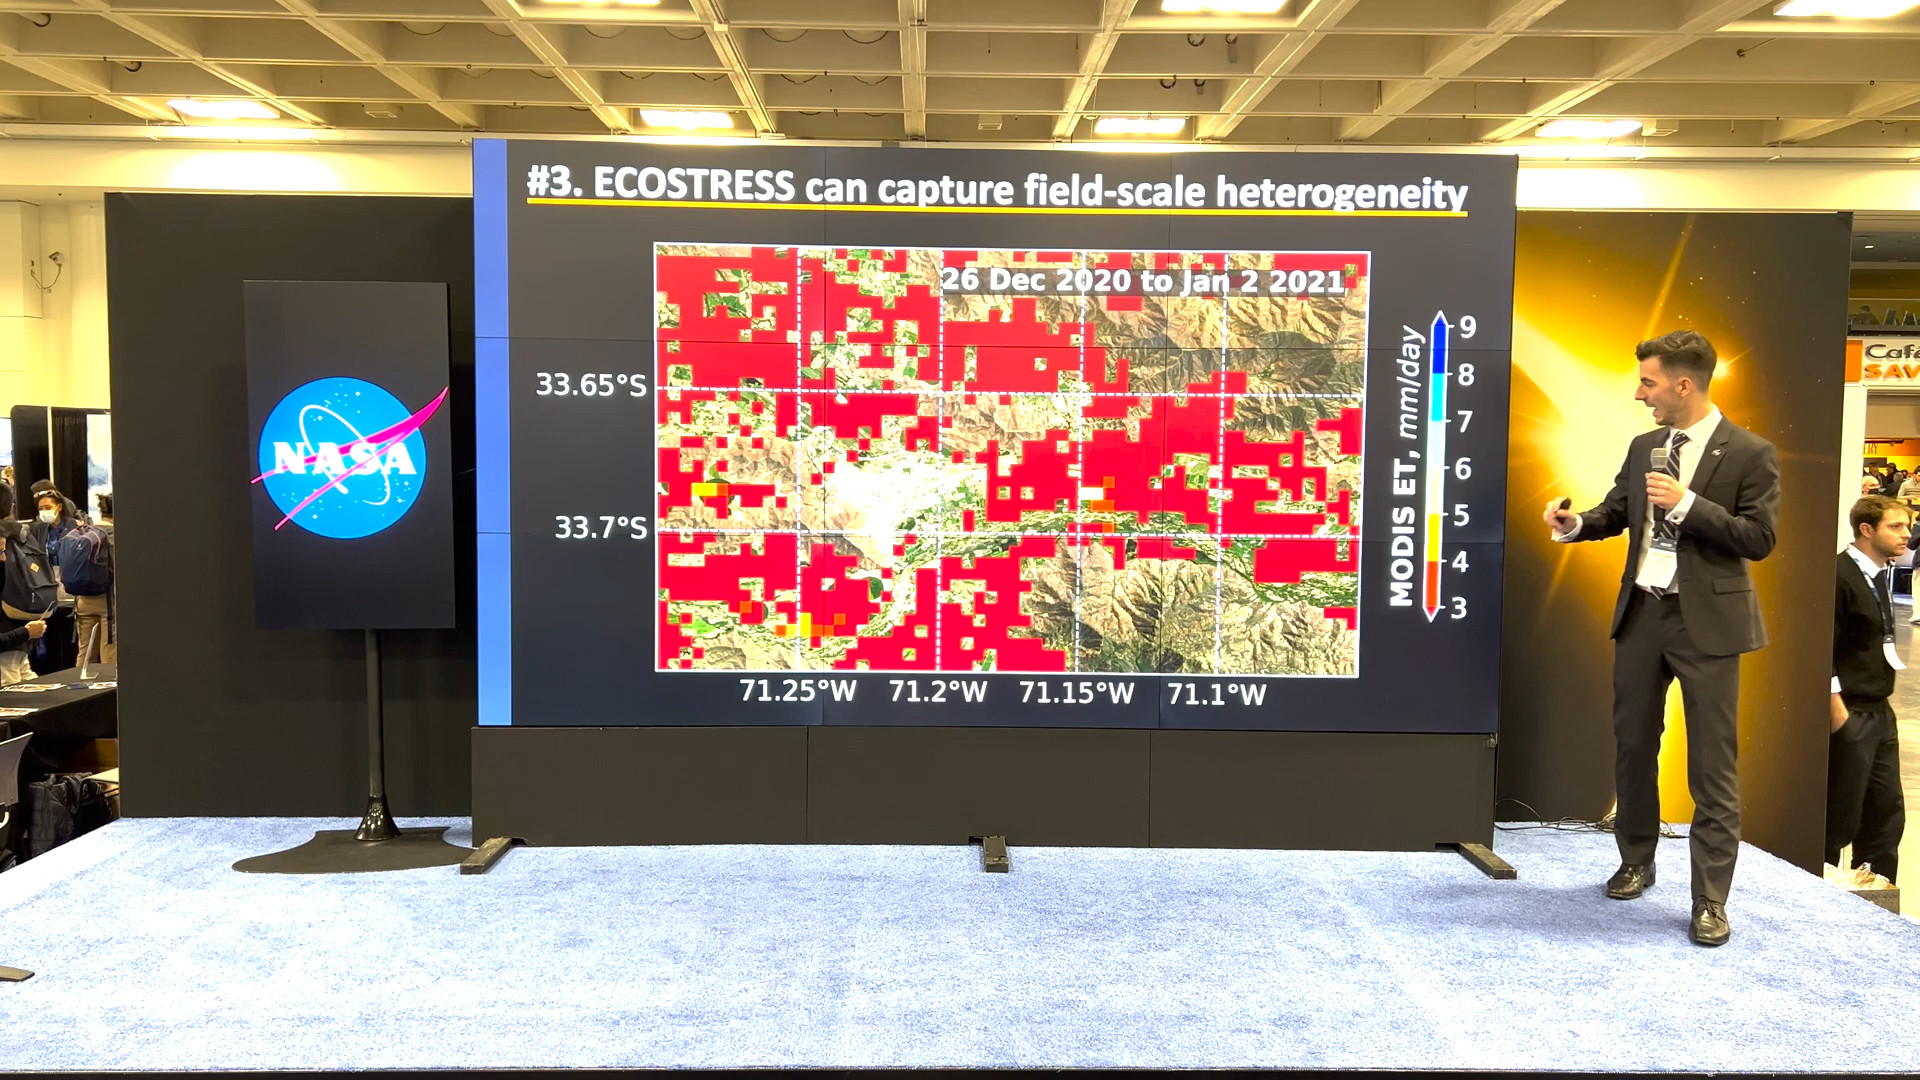 #3. ECOSTRESS can capture field-scale heterogeneity
26 Dec 2020 to Jan 2 2021
33.65°S
33.7°S
71.25°W 71.2°W 71.15°W 71.1°W
MODIS ET, mm/day
9
8
7
6
5
4
3
NASA